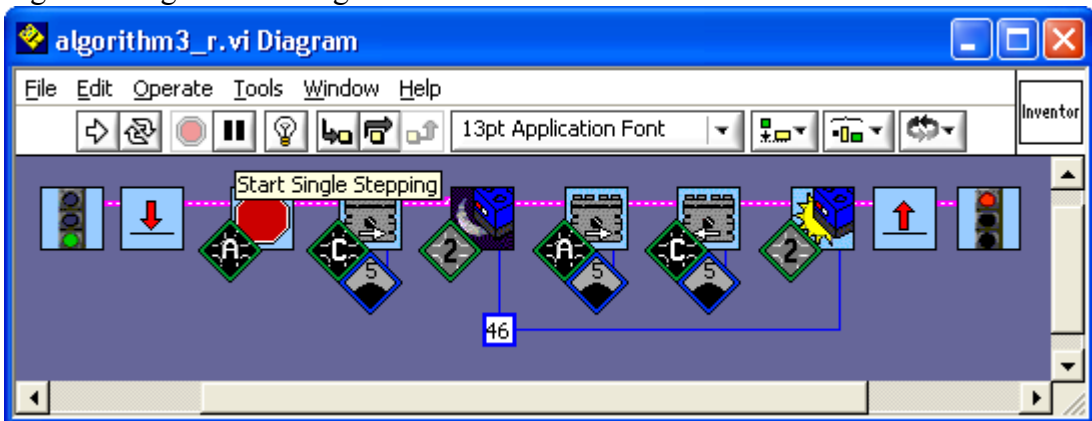 algorithm3_r.vi Diagram
File Edit Operate Tools Window Help
Inventor
13pt Application Font
Start Single Stepping
A
C
5
2
A
5
C
5
2
46